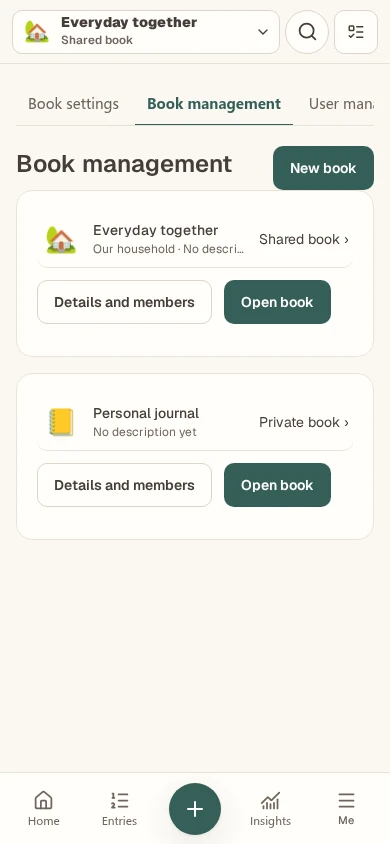 Everyday together
Shared book
Book settings
Book management
User mana
Book management
New book
Everyday together
Our household · No descri…
Shared book ›
Details and members
Open book
Personal journal
No description yet
Private book ›
Details and members
Open book
Home
Entries
Insights
Me